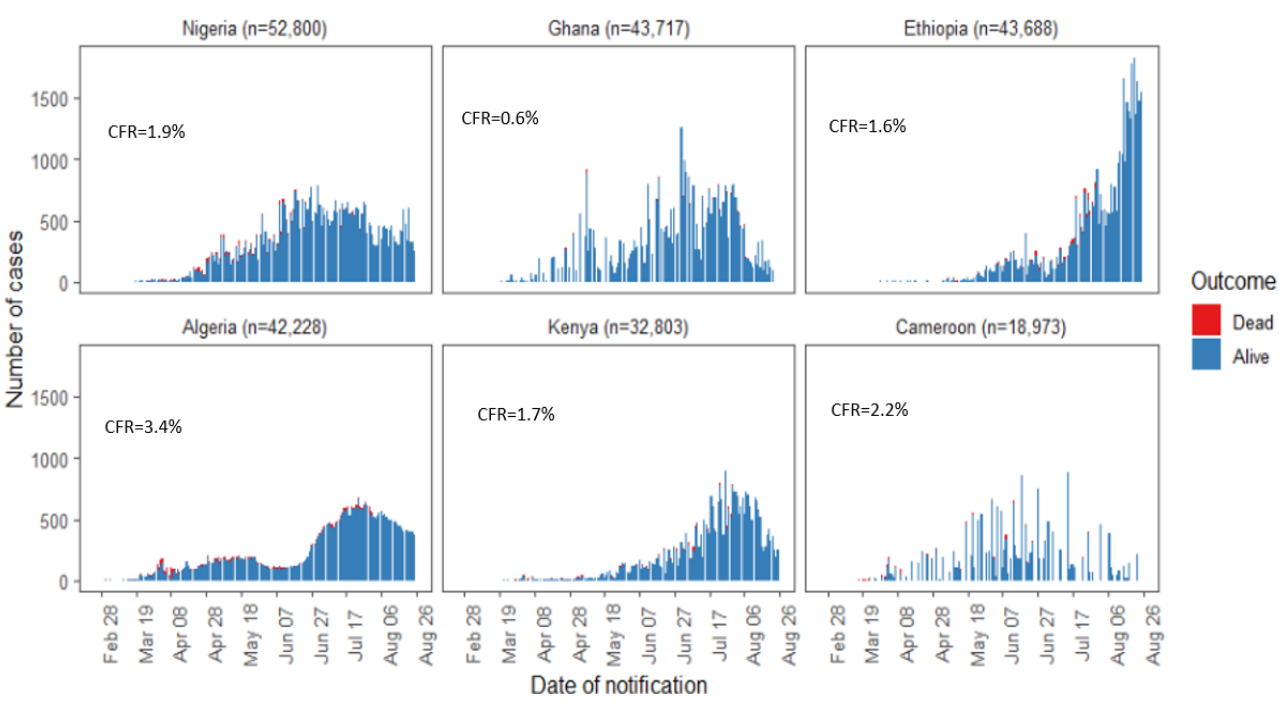 Nigeria (n=52,800)
Ghana (n=43,717)
Ethiopia (n=43,688)
1500
1000
500
0
CFR=1.9%
CFR=0.6%
CFR=1.6%
Number of cases
Outcome
Dead
Alive
Algeria (n=42,228)
Kenya (n=32,803)
Cameroon (n=18,973)
1500
1000
500
0
CFR=3.4%
CFR=1.7%
CFR=2.2%
Feb 28
Mar 19
Apr 08
Apr 28
May 18
Jun 07
Jun 27
Jul 17
Aug 06
Aug 26
Feb 28
Mar 19
Apr 08
Apr 28
May 18
Jun 07
Jun 27
Jul 17
Aug 06
Aug 26
Feb 28
Mar 19
Apr 08
Apr 28
May 18
Jun 07
Jun 27
Jul 17
Aug 06
Aug 26
Date of notification